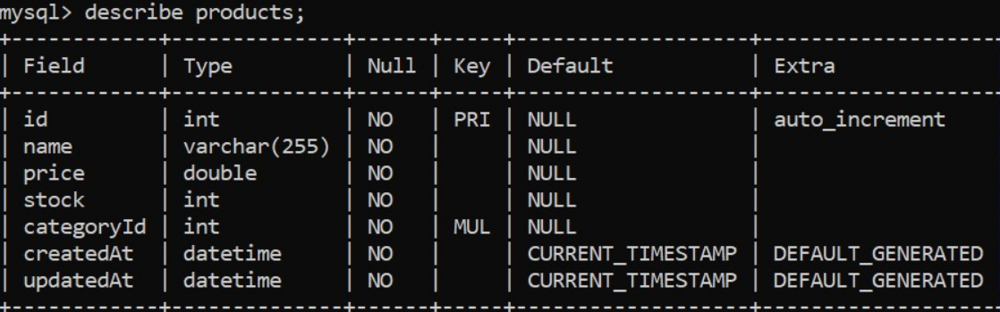 mysql> describe products;
+------------+--------------+------+-----+-------------------+-------------------
| Field      | Type         | Null | Key | Default           | Extra
+------------+--------------+------+-----+-------------------+-------------------
| id         | int          | NO   | PRI | NULL              | auto_increment
| name       | varchar(255) | NO   |     | NULL              |
| price      | double       | NO   |     | NULL              |
| stock      | int          | NO   |     | NULL              |
| categoryId | int          | NO   | MUL | NULL              |
| createdAt  | datetime     | NO   |     | CURRENT_TIMESTAMP | DEFAULT_GENERATED
| updatedAt  | datetime     | NO   |     | CURRENT_TIMESTAMP | DEFAULT_GENERATED
+------------+--------------+------+-----+-------------------+-------------------